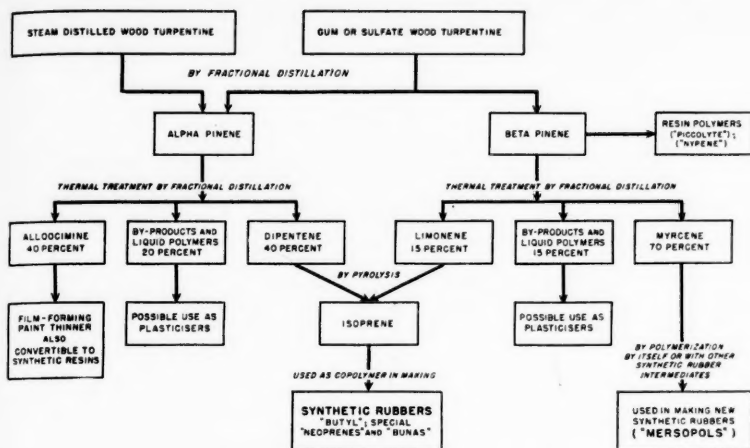 STEAM DISTILLED WOOD TURPENTINE
GUM OR SULFATE WOOD TURPENTINE
BY FRACTIONAL DISTILLATION
ALPHA PINENE
BETA PINENE
RESIN POLYMERS
("PICCOLYTE");
("NYPENE")
THERMAL TREATMENT BY FRACTIONAL DISTILLATION
THERMAL TREATMENT BY FRACTIONAL DISTILLATION
ALLOOCIMINE
40 PERCENT
BY-PRODUCTS AND
LIQUID POLYMERS
20 PERCENT
DIPENTENE
40 PERCENT
LIMONENE
15 PERCENT
BY-PRODUCTS AND
LIQUID POLYMERS
15 PERCENT
MYRCENE
70 PERCENT
BY PYROLYSIS
FILM-FORMING
PAINT THINNER
ALSO
CONVERTIBLE TO
SYNTHETIC RESINS
POSSIBLE USE AS
PLASTICISERS
ISOPRENE
POSSIBLE USE AS
PLASTICISERS
BY POLYMERIZATION
BY ITSELF OR WITH OTHER
SYNTHETIC RUBBER
INTERMEDIATES
USED AS COPOLYMER IN MAKING
SYNTHETIC RUBBERS
"BUTYL"; SPECIAL
"NEOPRENES" AND "BUNAS"
USED IN MAKING NEW
SYNTHETIC RUBBERS
("MERSOPOLS")